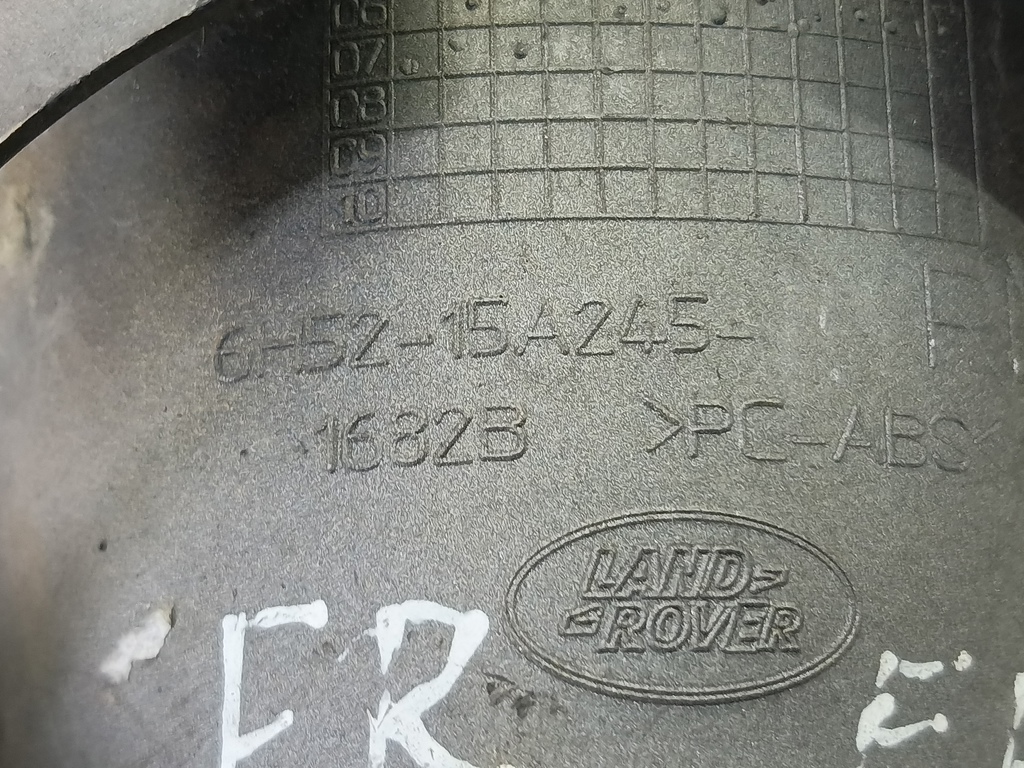 06
07
08
09
10
6H52-15A245-
R
1682B
>PC-ABS<
LAND
ROVER
FR